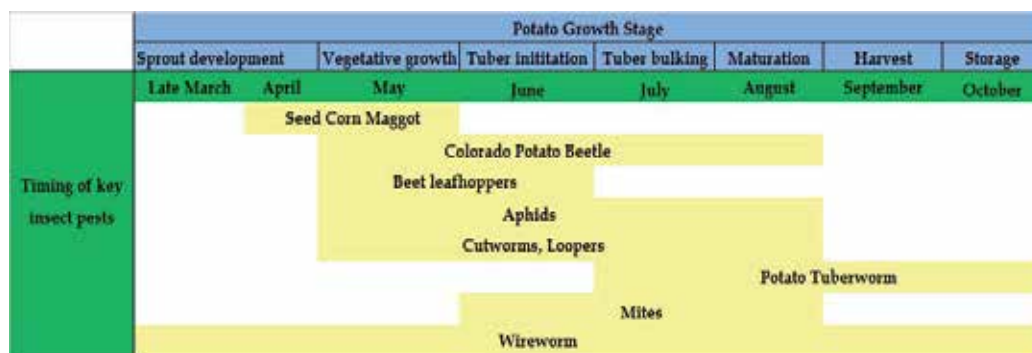 Potato Growth Stage
Sprout development Vegetative growth Tuber inititation Tuber bulking Maturation Harvest Storage
Late March April May June July August September October
Seed Corn Maggot
Colorado Potato Beetle
Beet leafhoppers
Timing of key
insect pests
Aphids
Cutworms, Loopers
Potato Tuberworm
Mites
Wireworm